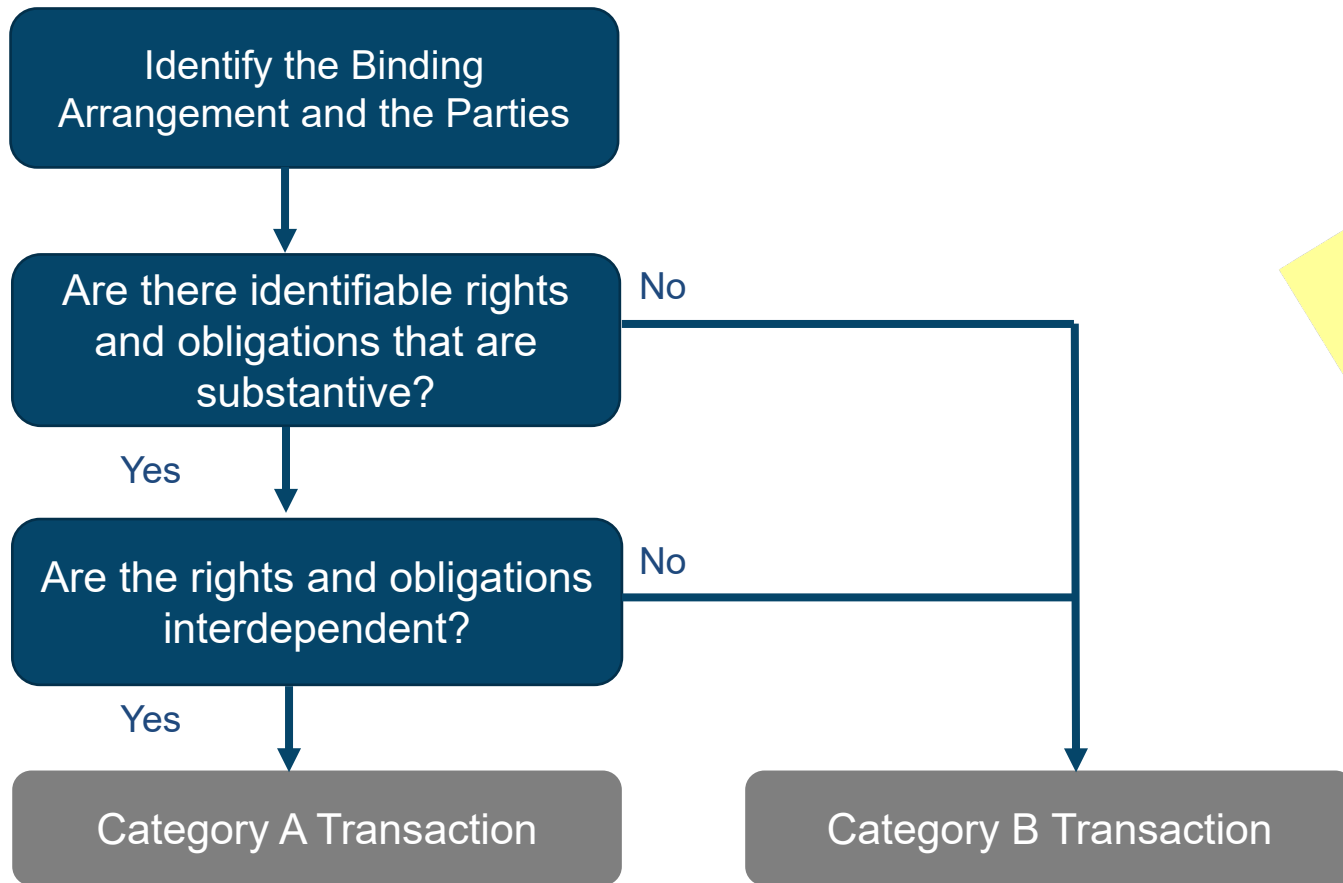 Identify the Binding
Arrangement and the Parties
Are there identifiable rights
and obligations that are
substantive?
No
Yes
Are the rights and obligations
interdependent?
No
Yes
Category A Transaction
Category B Transaction